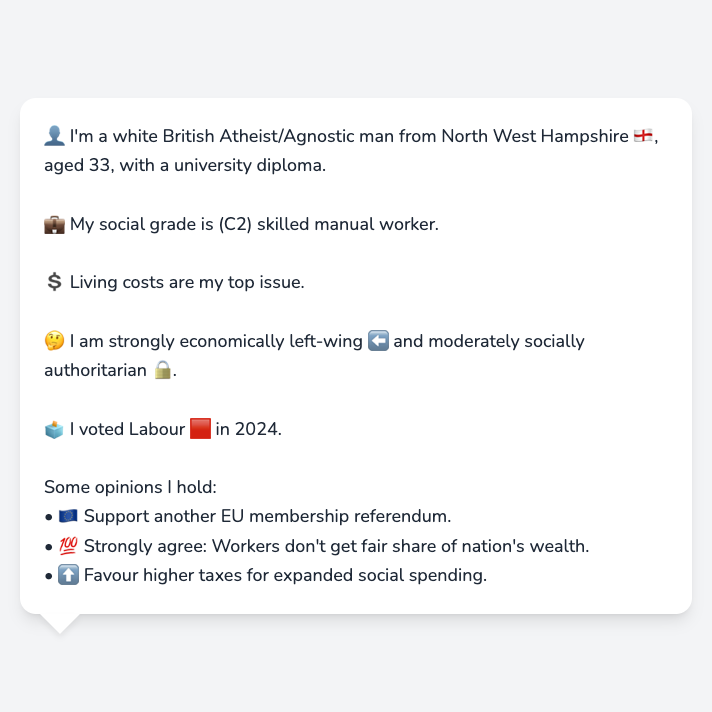 👤 I'm a white British Atheist/Agnostic man from North West Hampshire 🏴󠁧󠁢󠁥󠁮󠁧󠁿,
aged 33, with a university diploma.
💼 My social grade is (C2) skilled manual worker.
💲 Living costs are my top issue.
🤔 I am strongly economically left-wing ⬅️ and moderately socially
authoritarian 🔒.
🗳️ I voted Labour 🟥 in 2024.
Some opinions I hold:
• 🇪🇺 Support another EU membership referendum.
• 💯 Strongly agree: Workers don't get fair share of nation's wealth.
• ⬆️ Favour higher taxes for expanded social spending.